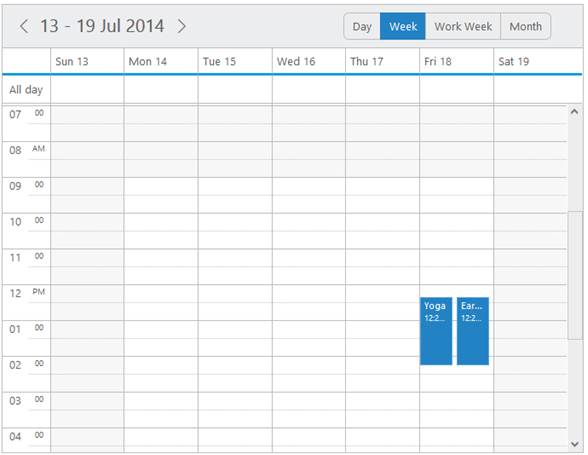 13 - 19 Jul 2014 Day Week Work Week Month
Sun 13 Mon 14 Tue 15 Wed 16 Thu 17 Fri 18 Sat 19
All day
07 00
08 AM
09 00
10 00
11 00
12 PM
Yoga Ear...
12:2... 12:2...
01 00
02 00
03 00
04 00